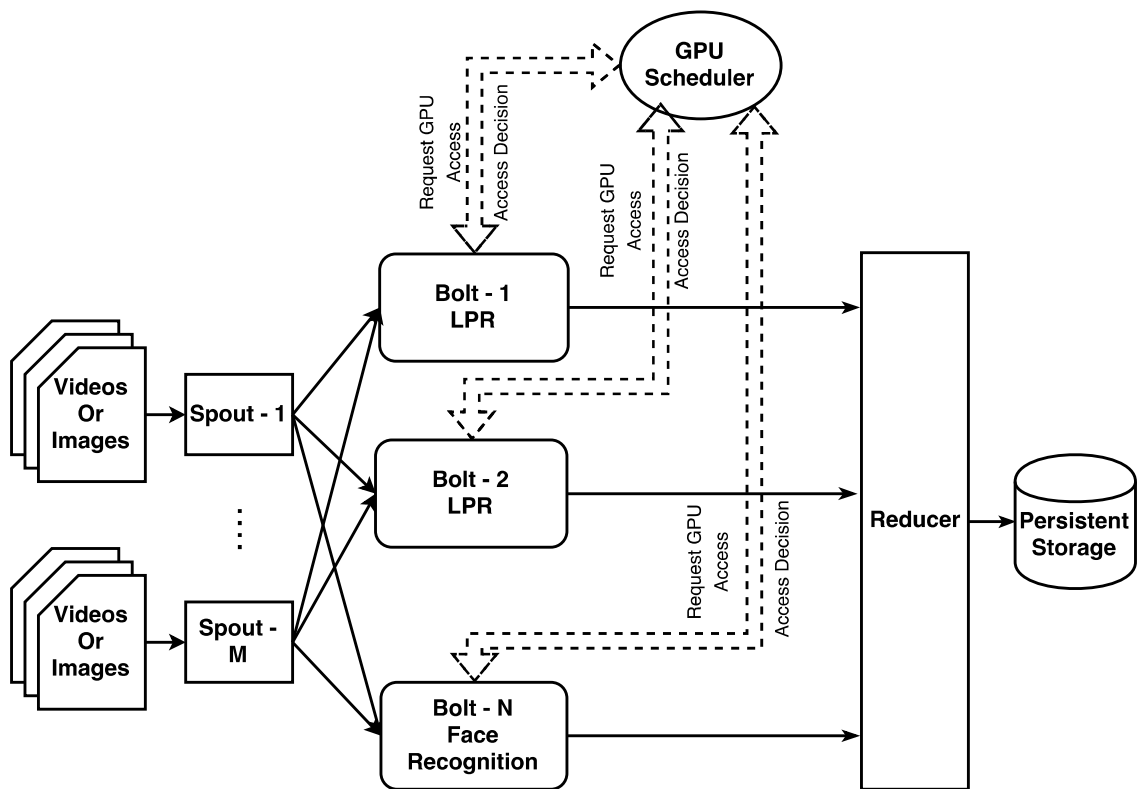 GPU
Scheduler
Request GPU
Access
Access Decision
Request GPU
Access
Access Decision
Bolt - 1
LPR
Videos
Or
Images
Spout - 1
Bolt - 2
LPR
Reducer
Persistent
Storage
Request GPU
Access
Access Decision
Videos
Or
Images
Spout -
M
Bolt - N
Face
Recognition